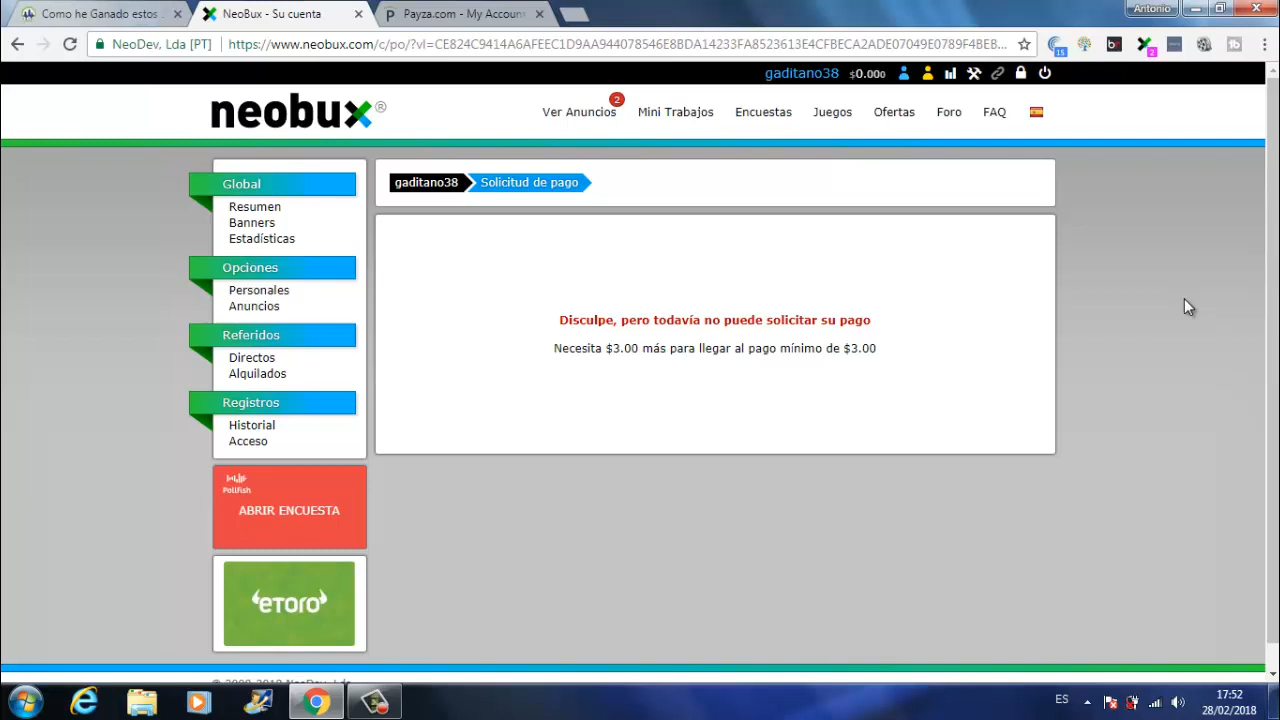 Como he Ganado estos
NeoBux - Su cuenta
Payza.com - My Accoun
Antonio
NeoDev, Lda [PT]
https://www.neobux.com/c/po/?vl=CE824C9414A6AFEEC1D9AA944078546E8BDA14233FA8523613E4CFBECA2ADE07049E0789F4BE8...
15
2
gaditano38 $0.000
neobux®
Ver Anuncios 2
Mini Trabajos
Encuestas
Juegos
Ofertas
Foro
FAQ
Global
Resumen
Banners
Estadísticas
Opciones
Personales
Anuncios
Referidos
Directos
Alquilados
Registros
Historial
Acceso
gaditano38
Solicitud de pago
Disculpe, pero todavía no puede solicitar su pago
Necesita $3.00 más para llegar al pago mínimo de $3.00
Pollfish
ABRIR ENCUESTA
eToro
ES
17:52
28/02/2018